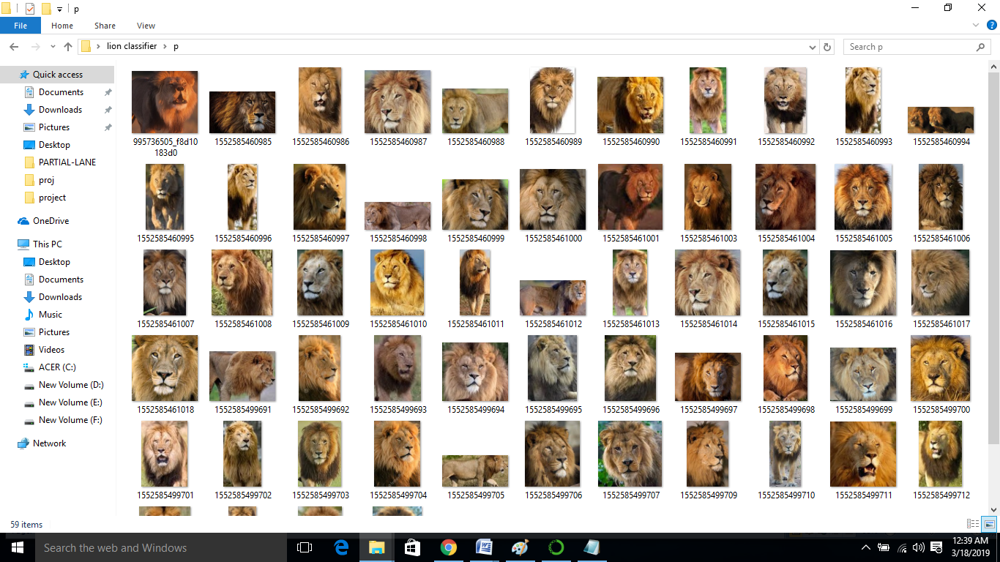 p
File Home Share View
lion classifier p
Search p
Quick access
Documents
Downloads
Pictures
Desktop
PARTIAL-LANE
proj
project
OneDrive
This PC
Desktop
Documents
Downloads
Music
Pictures
Videos
ACER (C:)
New Volume (D:)
New Volume (E:)
New Volume (F:)
Network
995736505_f8d10 1552585460985 1552585460986 1552585460987 1552585460988 1552585460989 1552585460990 1552585460991 1552585460992 1552585460993 1552585460994
183d0
1552585460995 1552585460996 1552585460997 1552585460998 1552585460999 1552585461000 1552585461001 1552585461003 1552585461004 1552585461005 1552585461006
1552585461007 1552585461008 1552585461009 1552585461010 1552585461011 1552585461012 1552585461013 1552585461014 1552585461015 1552585461016 1552585461017
1552585461018 1552585499691 1552585499692 1552585499693 1552585499694 1552585499695 1552585499696 1552585499697 1552585499698 1552585499699 1552585499700
1552585499701 1552585499702 1552585499703 1552585499704 1552585499705 1552585499706 1552585499707 1552585499709 1552585499710 1552585499711 1552585499712
59 items
Search the web and Windows
12:39 AM
3/18/2019